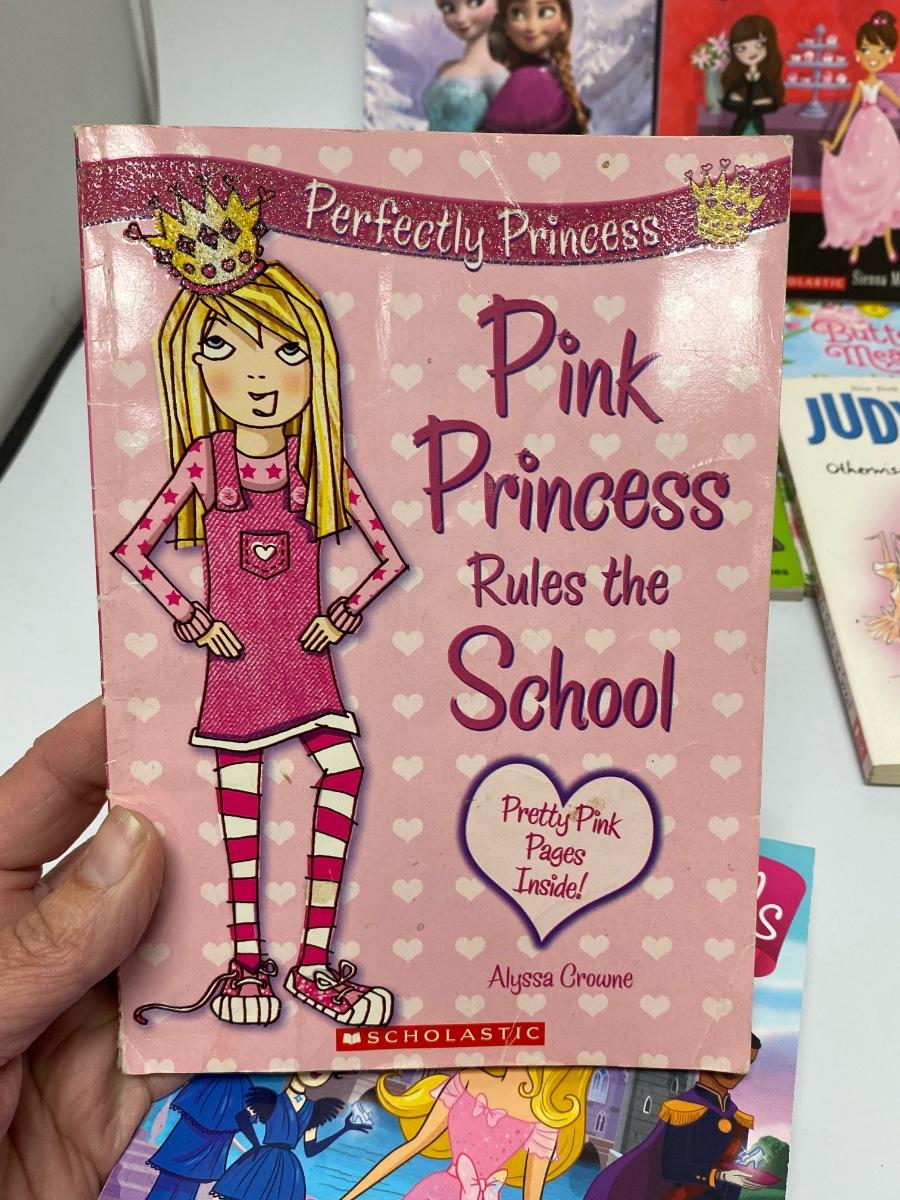 Perfectly Princess
Pink
Princess
Rules the
School
Pretty Pink
Pages
Inside!
Alyssa Crowne
SCHOLASTIC
JUDY